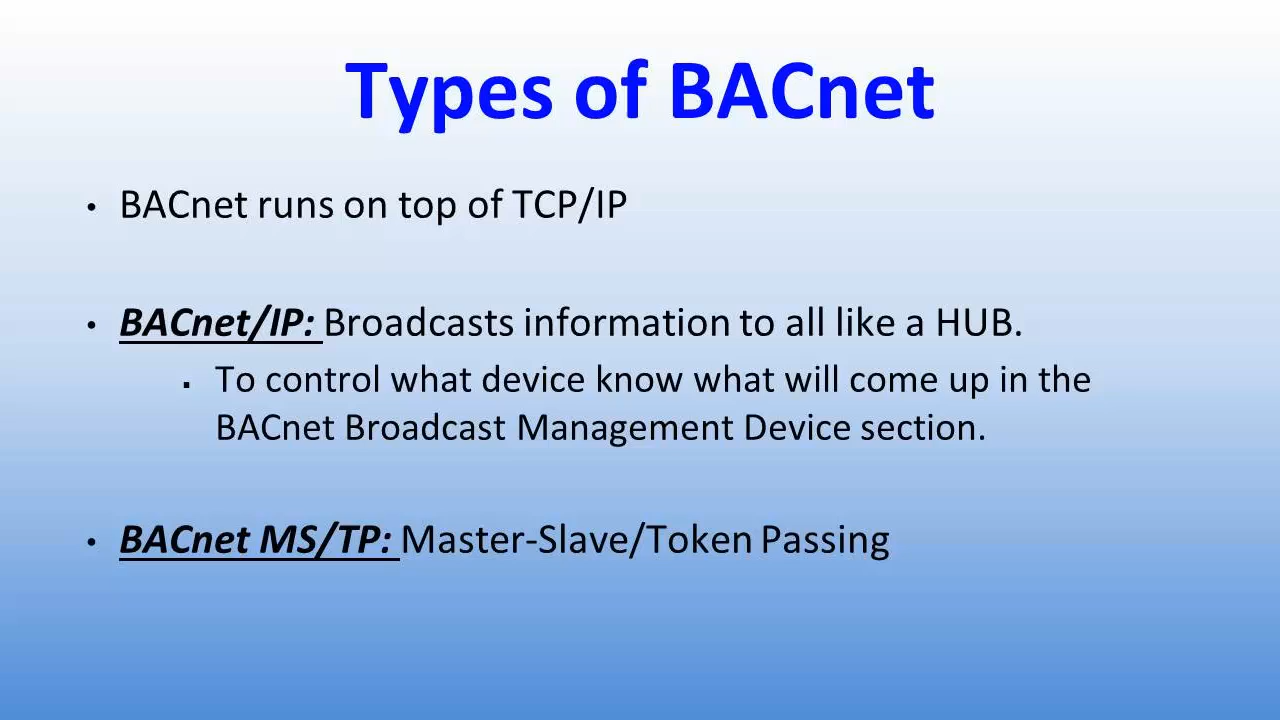 Types of BACnet
• BACnet runs on top of TCP/IP
• BACnet/IP: Broadcasts information to all like a HUB.
▪ To control what device know what will come up in the
BACnet Broadcast Management Device section.
• BACnet MS/TP: Master-Slave/Token Passing